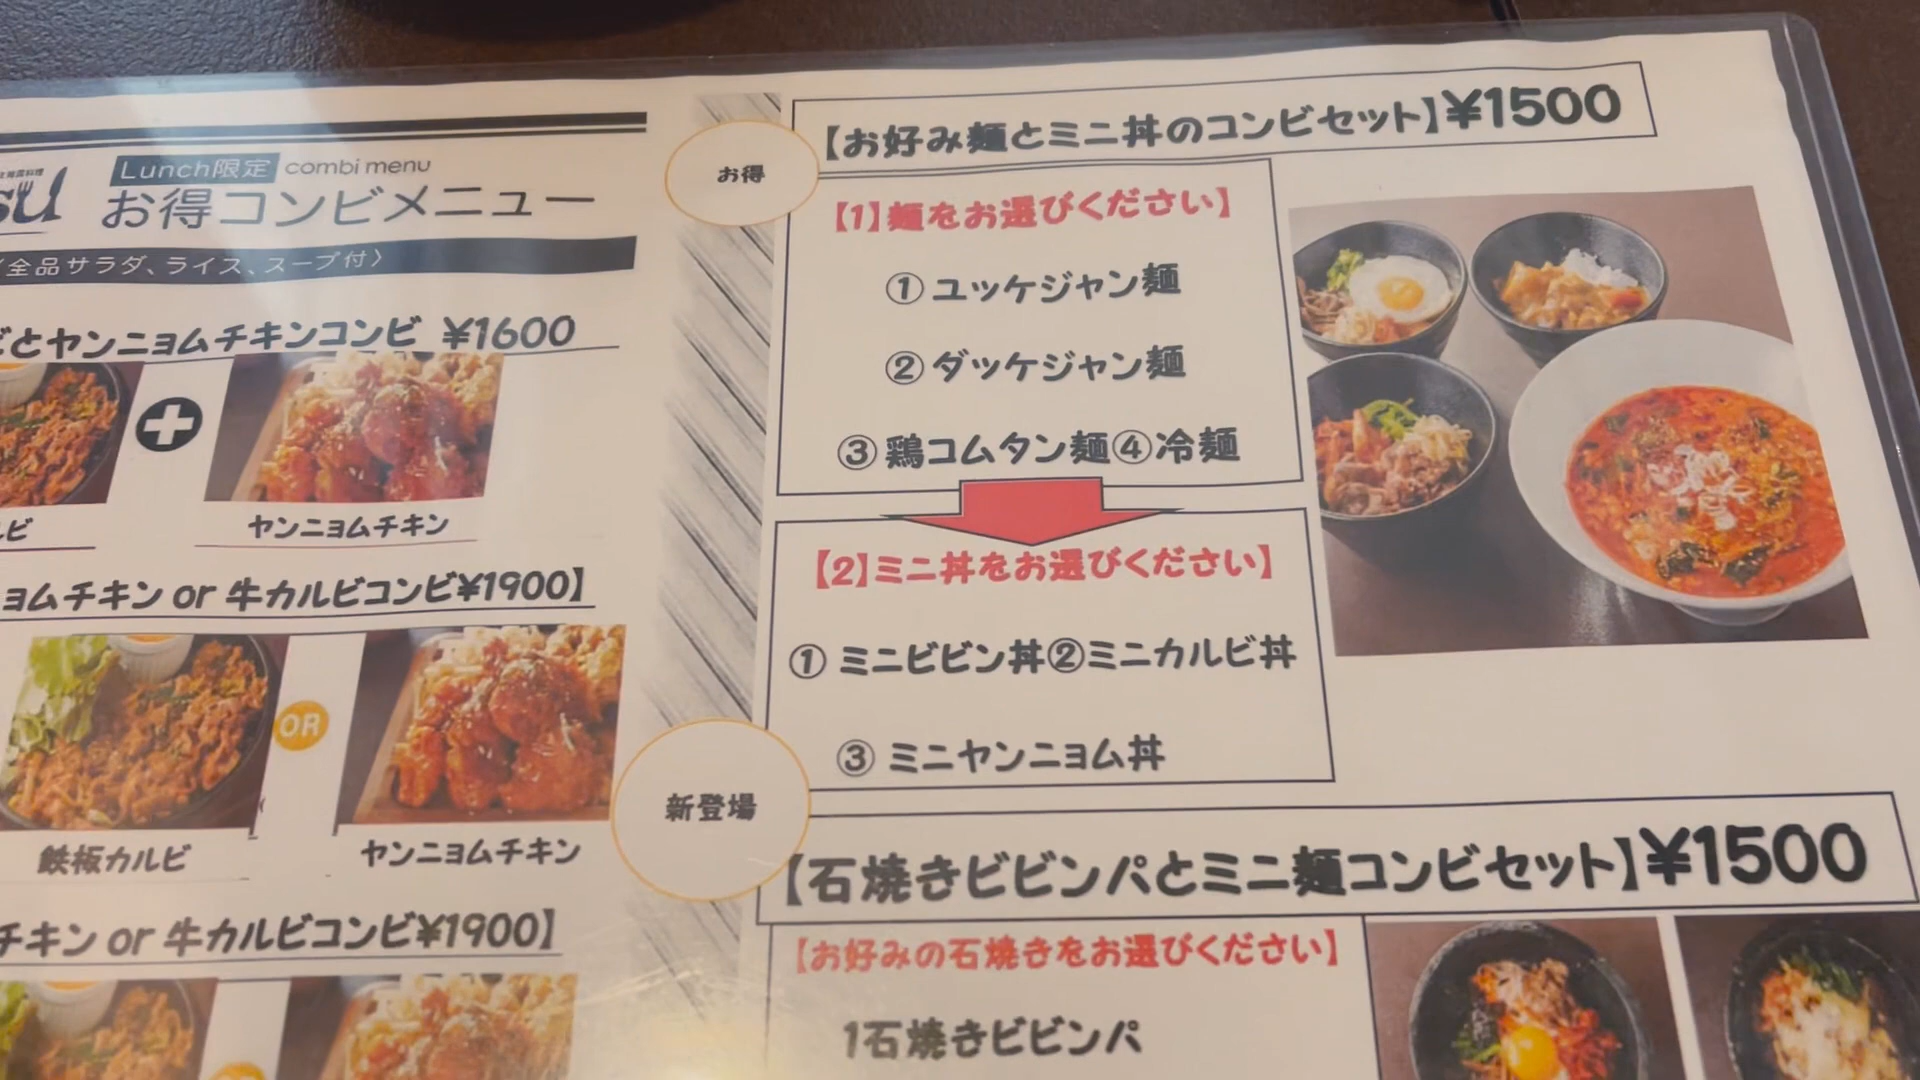 Lunch限定 combi menu
お得コンビメニュー
〈全品サラダ、ライス、スープ付〉
とヤンニョムチキンコンビ ¥1600
ヤンニョムチキン
ョムチキン or 牛カルビコンビ¥1900】
OR
鉄板カルビ
ヤンニョムチキン
チキン or 牛カルビコンビ¥1900】
お得
【お好み麺とミニ丼のコンビセット】¥1500
【1】麺をお選びください】
① ユッケジャン麺
② ダッケジャン麺
③ 鶏コムタン麺④冷麺
【2】ミニ丼をお選びください】
① ミニビビン丼②ミニカルビ丼
③ ミニヤンニョム丼
新登場
【石焼きビビンパとミニ麺コンビセット】¥1500
【お好みの石焼きをお選びください】
1石焼きビビンパ